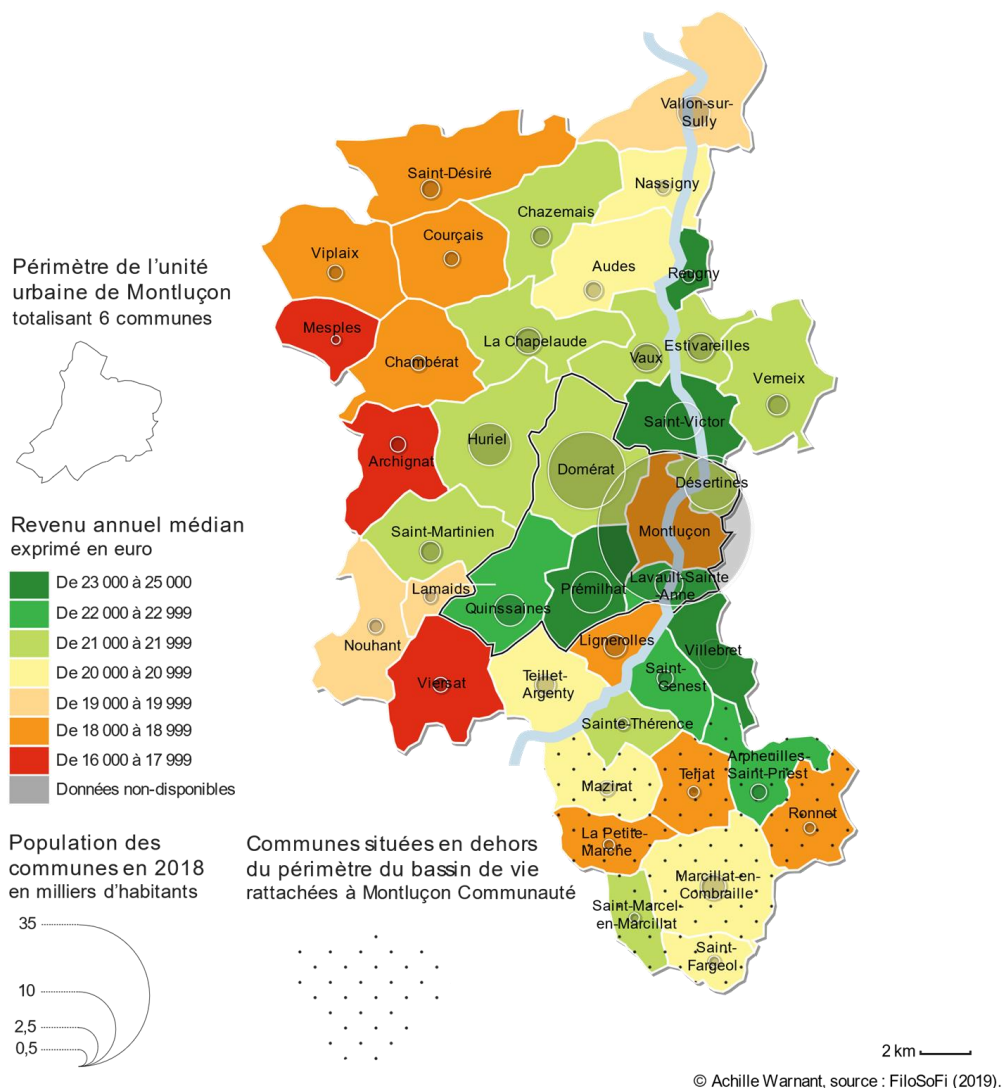 Vallon-sur-
Sully
Saint-Désiré
Nassigny
Chazemais
Courçais
Viplaix
Audes
Reugny
Périmètre de l'unité
urbaine de Montluçon
totalisant 6 communes
Mesples
La Chapelaude
Estivareilles
Vaux
Chambérat
Verneix
Saint-Victor
Huriel
Archignat
Domérat
Désertines
Montluçon
Saint-Martinien
Lamaids
Lavault-Sainte
-Anne
Prémilhat
Quinssaines
Nouhant
Lignerolles
Villebret
Viersat
Teillet-
Argenty
Saint-
Genest
Sainte-Thérence
Arpheuilles-
Saint-Priest
Mazirat
Terjat
Ronnet
La Petite-
Marche
Marcillat-en-
Combraille
Saint-Marcel-
en-Marcillat
Saint-
Fargeol
Revenu annuel médian
exprimé en euro
De 23 000 à 25 000
De 22 000 à 22 999
De 21 000 à 21 999
De 20 000 à 20 999
De 19 000 à 19 999
De 18 000 à 18 999
De 16 000 à 17 999
Données non-disponibles
Population des
communes en 2018
en milliers d'habitants
35
10
2,5
0,5
Communes situées en dehors
du périmètre du bassin de vie
rattachées à Montluçon Communauté
2 km
© Achille Warnant, source : FiloSoFi (2019).